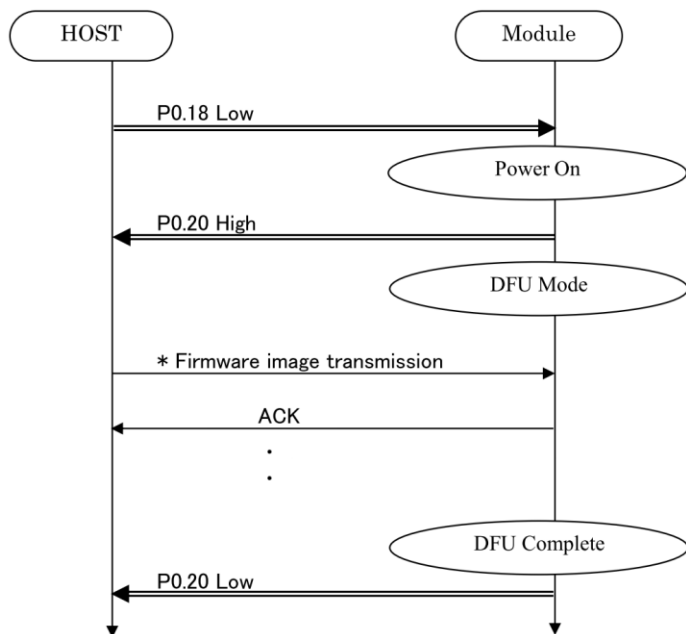 HOST
Module
P0.18 Low
Power On
P0.20 High
DFU Mode
* Firmware image transmission
ACK
.
.
DFU Complete
P0.20 Low